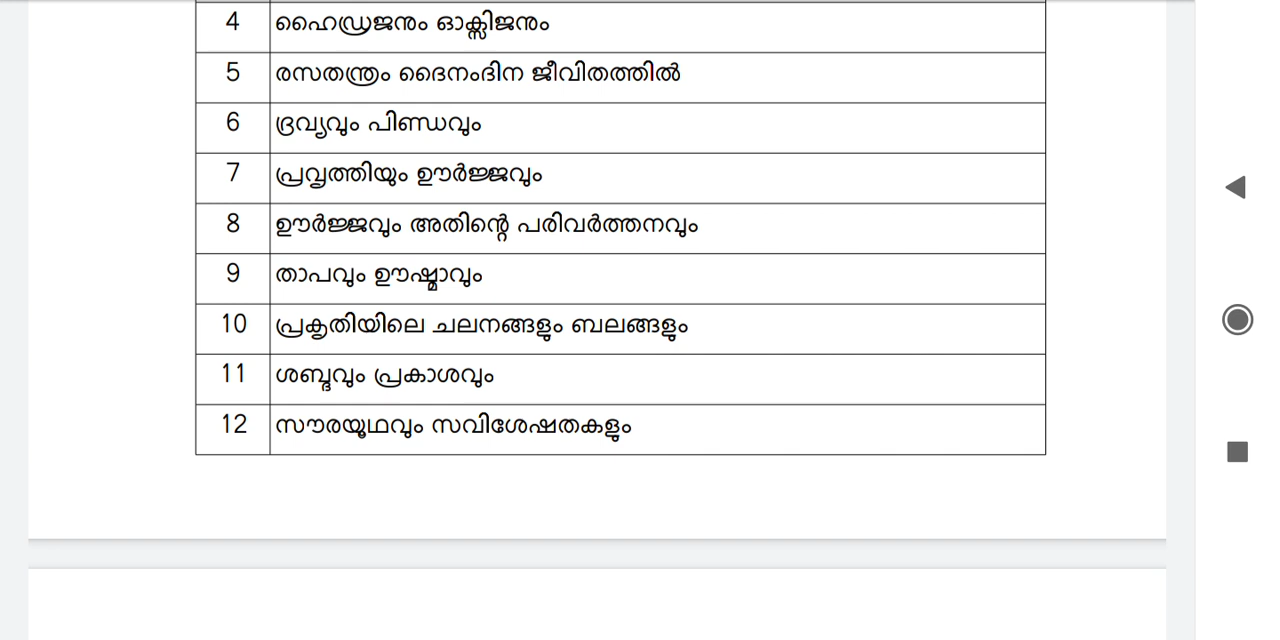 4 ഹൈഡ്രജനും ഓക്സിജനും
5 രസതന്ത്രം ദൈനംദിന ജീവിതത്തിൽ
6 ദ്രവ്യവും പിണ്ഡവും
7 പ്രവൃത്തിയും ഊർജ്ജവും
8 ഊർജ്ജവും അതിന്റെ പരിവർത്തനവും
9 താപവും ഊഷ്മാവും
10 പ്രകൃതിയിലെ ചലനങ്ങളും ബലങ്ങളും
11 ശബ്ദവും പ്രകാശവും
12 സൗരയൂഥവും സവിശേഷതകളും